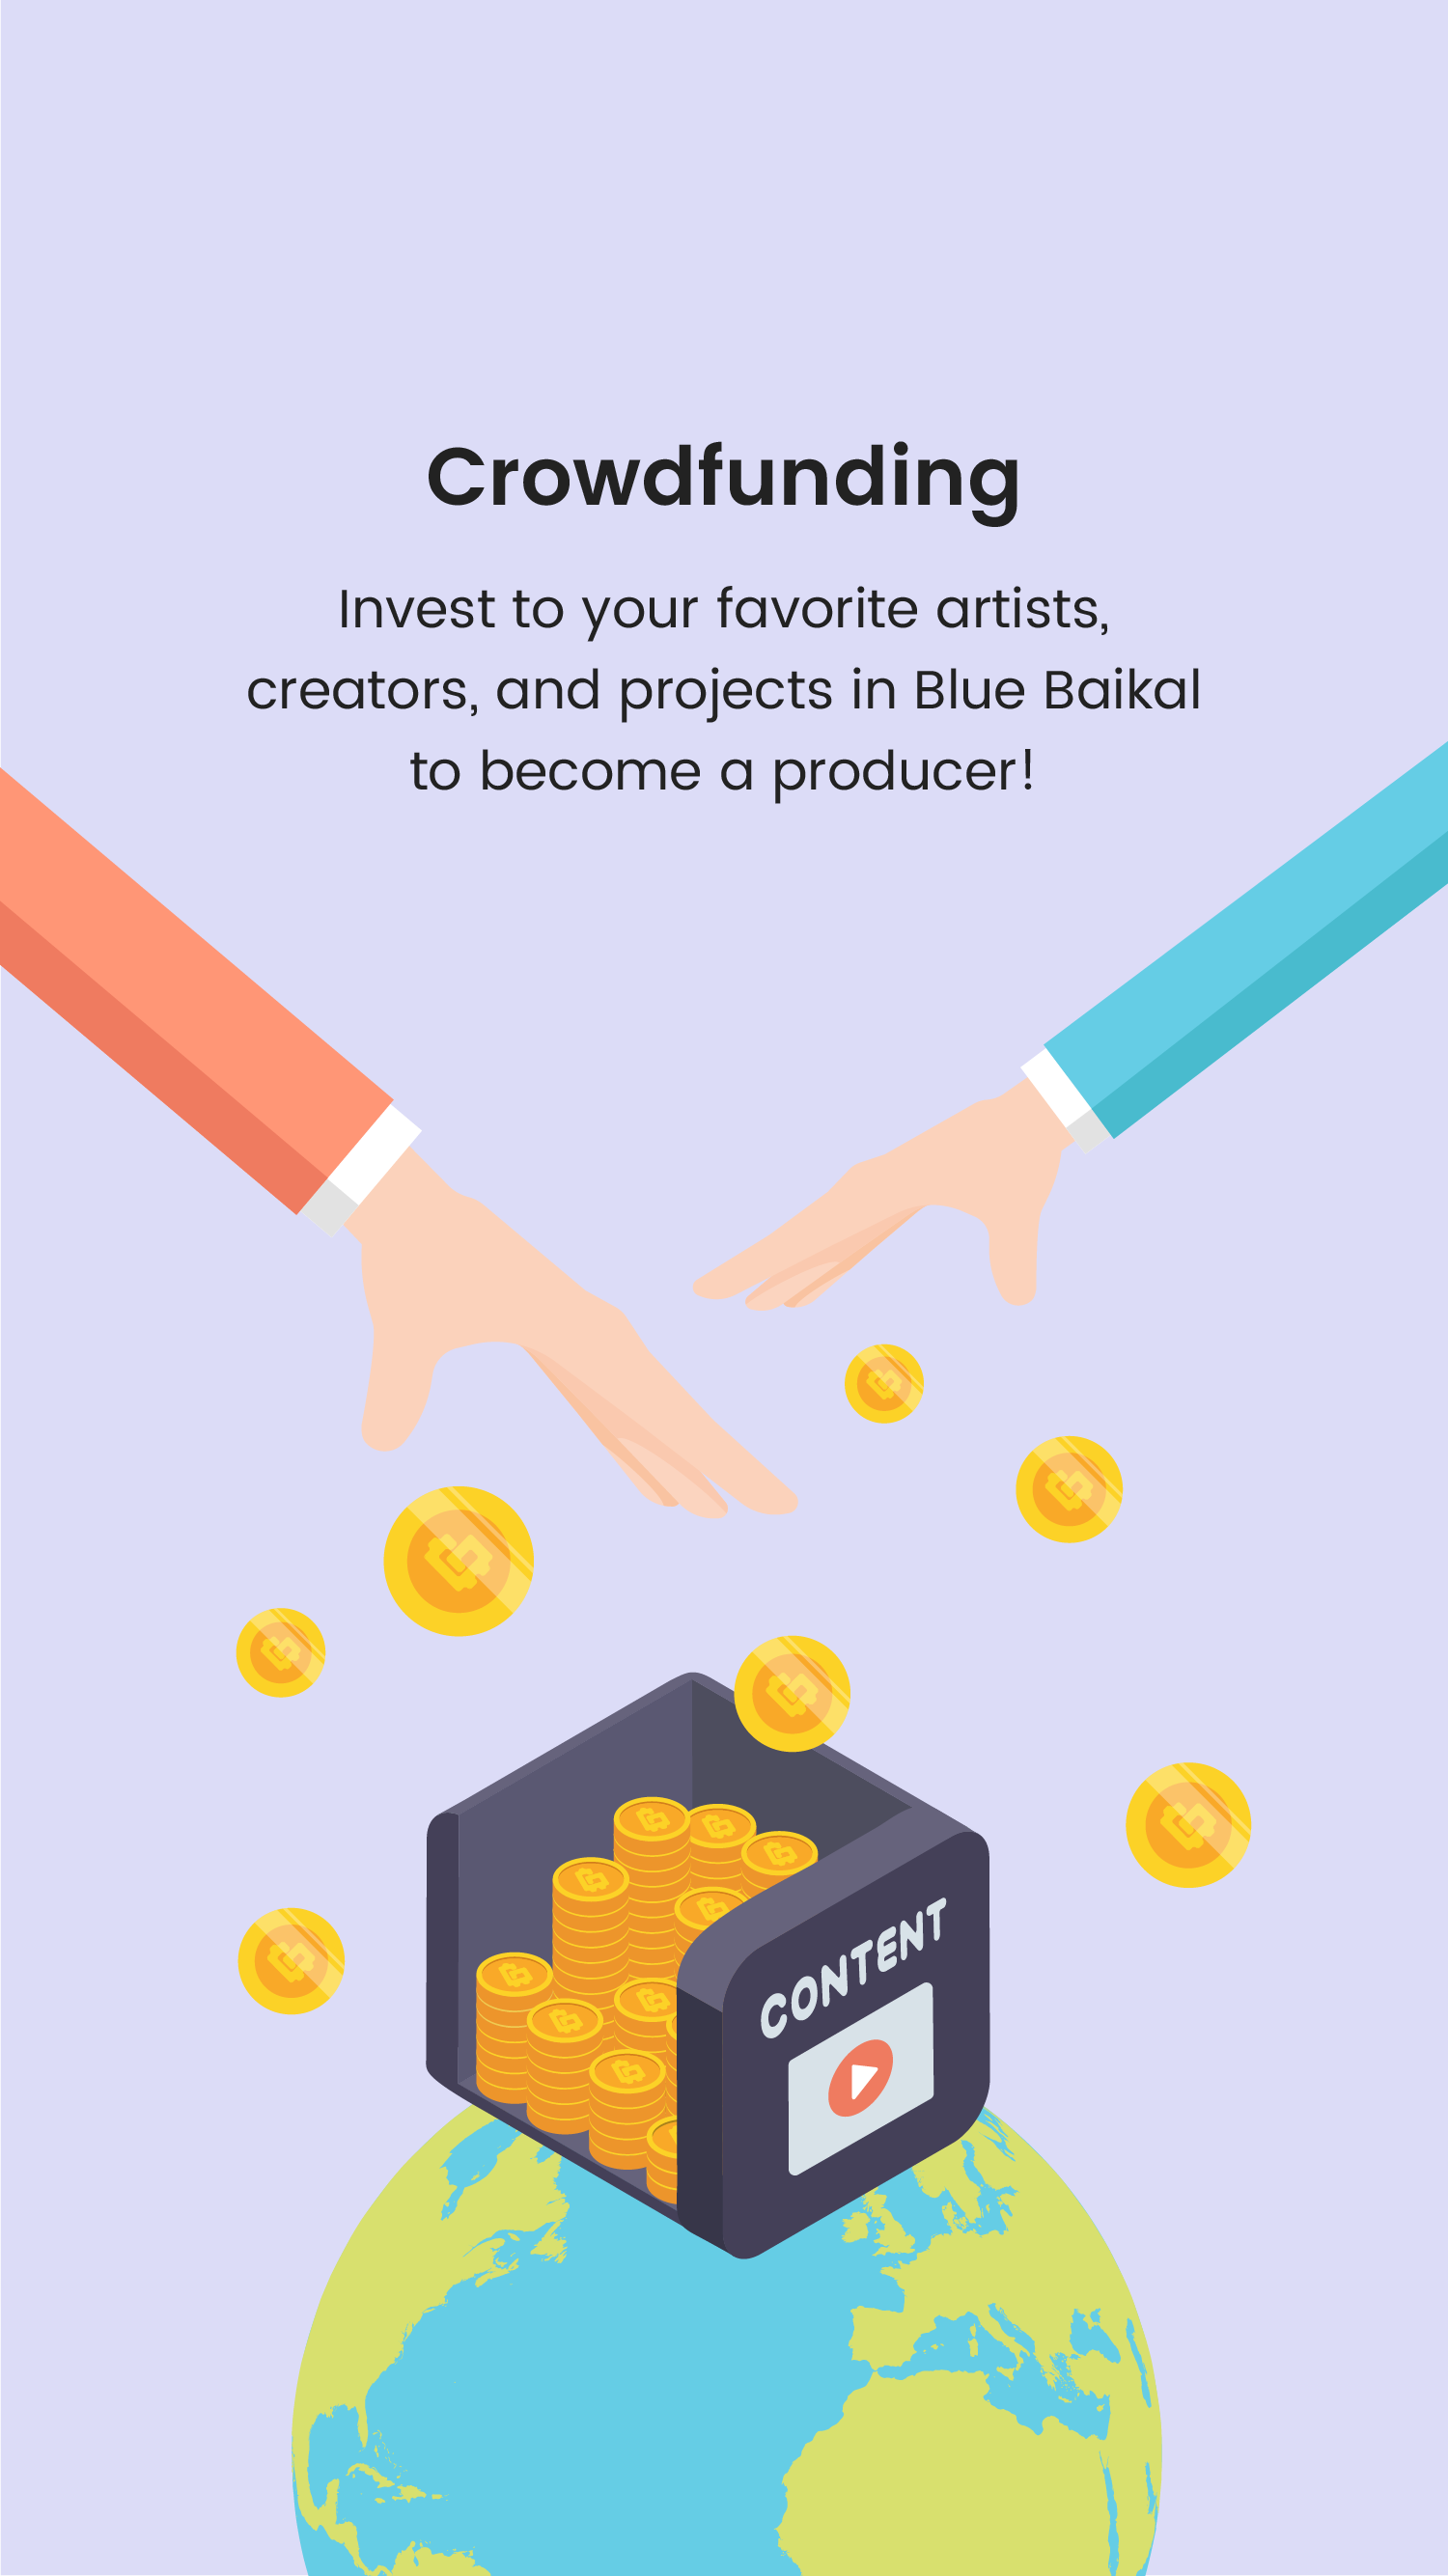 Crowdfunding
Invest to your favorite artists,
creators, and projects in Blue Baikal
to become a producer!
CONTENT